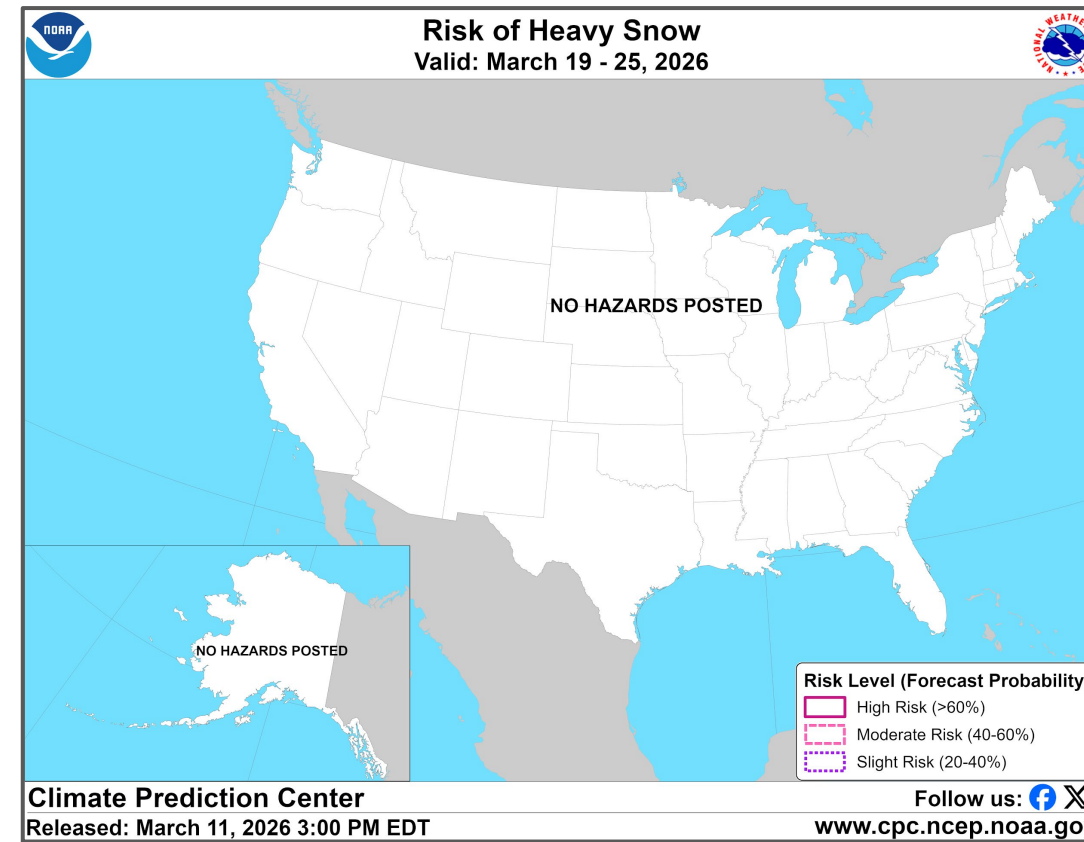 NOAA
Risk of Heavy Snow
Valid: March 19 - 25, 2026
NATIONAL WEATHE
NO HAZARDS POSTED
NO HAZARDS POSTED
Risk Level (Forecast Probability
High Risk (>60%)
Moderate Risk (40-60%)
Slight Risk (20-40%)
Climate Prediction Center
Follow us:
Released: March 11, 2026 3:00 PM EDT
www.cpc.ncep.noaa.go